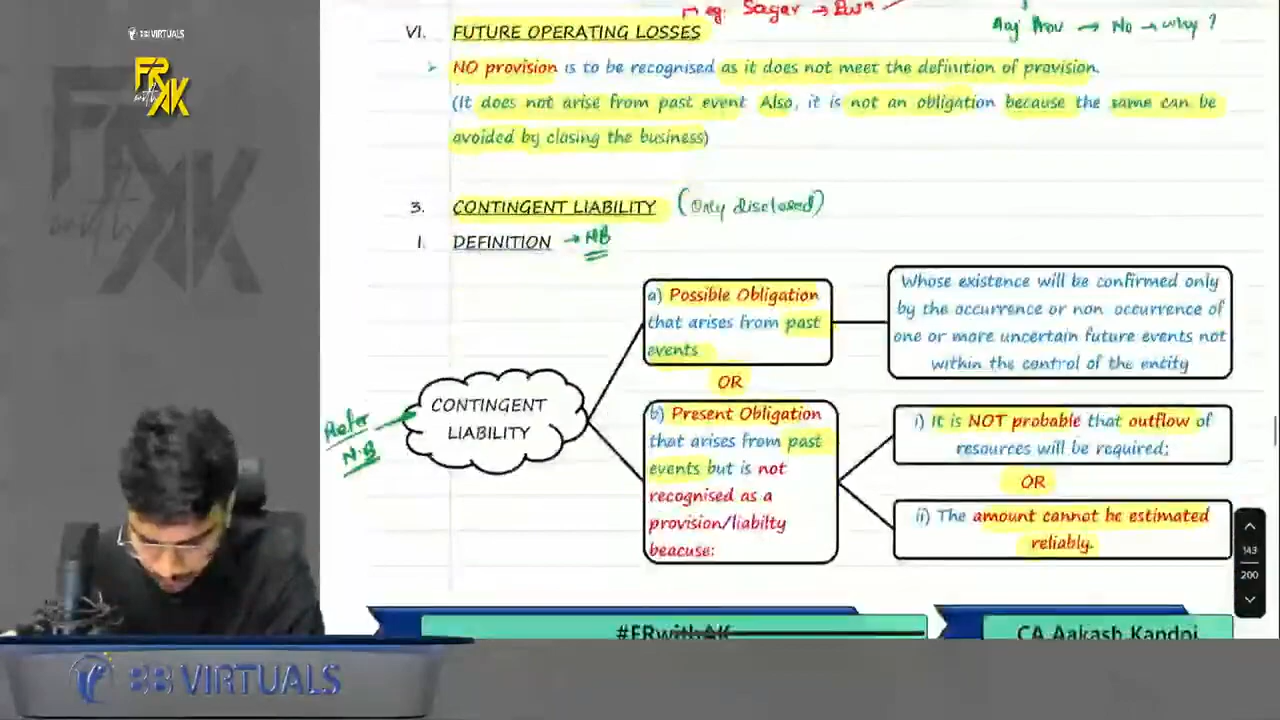 BB VIRTUALS
FR
with
AK
eg: Sagar →
Aaj Prov → No → Why ?
VI. FUTURE OPERATING LOSSES
➢ NO provision is to be recognised as it does not meet the definition of provision.
(It does not arise from past event Also, it is not an obligation because the same can be
avoided by closing the business)
3. CONTINGENT LIABILITY (Only disclosed)
I. DEFINITION → NB
a) Possible Obligation
that arises from past
events
Whose existence will be confirmed only
by the occurrence or non occurrence of
one or more uncertain future events not
within the control of the entity
OR
CONTINGENT
LIABILITY
Refer
N.B
b) Present Obligation
that arises from past
events but is not
recognised as a
provision/liabilty
beacuse:
i) It is NOT probable that outflow of
resources will be required;
OR
ii) The amount cannot be estimated
reliably.
143
200
#FRwithAK
CA Aakash Kandoi
BB VIRTUALS